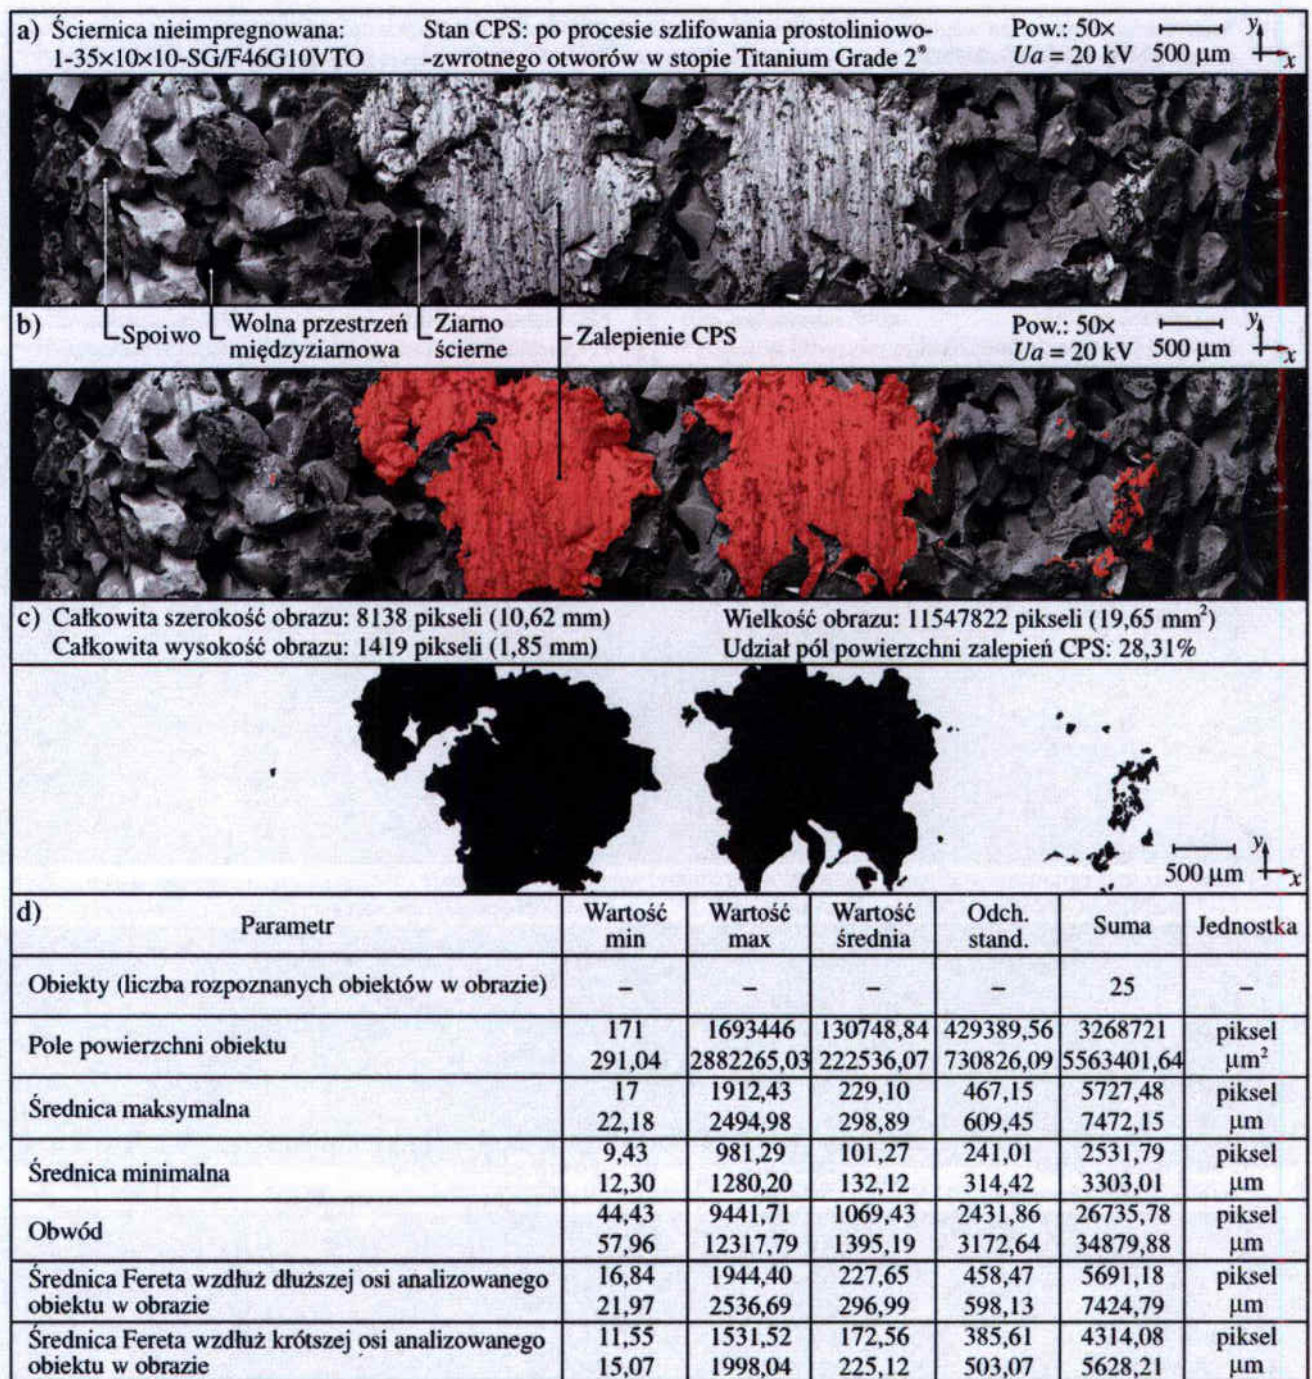 a) Ściernica nieimpregnowana:
1-35×10×10-SG/F46G10VTO
Stan CPS: po procesie szlifowania prostoliniowo-
-zwrotnego otworów w stopie Titanium Grade 2®
Pow.: 50×
Ua = 20 kV 500 µm
y
x
b)
Spoiwo
Wolna przestrzeń
międzyziarnowa
Ziarno
ścierne
Zalepienie CPS
Pow.: 50×
Ua = 20 kV 500 µm
y
x
c) Całkowita szerokość obrazu: 8138 pikseli (10,62 mm)
Całkowita wysokość obrazu: 1419 pikseli (1,85 mm)
Wielkość obrazu: 11547822 pikseli (19,65 mm²)
Udział pól powierzchni zalepień CPS: 28,31%
500 µm
y
x
d) Parametr Wartość min Wartość max Wartość średnia Odch. stand. Suma Jednostka
Obiekty (liczba rozpoznanych obiektów w obrazie) – – – – 25 –
Pole powierzchni obiektu
171 1693446 130748,84 429389,56 3268721 piksel
291,04 2882265,03 222536,07 730826,09 5563401,64 µm²
Średnica maksymalna
17 1912,43 229,10 467,15 5727,48 piksel
22,18 2494,98 298,89 609,45 7472,15 µm
Średnica minimalna
9,43 981,29 101,27 241,01 2531,79 piksel
12,30 1280,20 132,12 314,42 3303,01 µm
Obwód
44,43 9441,71 1069,43 2431,86 26735,78 piksel
57,96 12317,79 1395,19 3172,64 34879,88 µm
Średnica Fereta wzdłuż dłuższej osi analizowanego
obiektu w obrazie
16,84 1944,40 227,65 458,47 5691,18 piksel
21,97 2536,69 296,99 598,13 7424,79 µm
Średnica Fereta wzdłuż krótszej osi analizowanego
obiektu w obrazie
11,55 1531,52 172,56 385,61 4314,08 piksel
15,07 1998,04 225,12 503,07 5628,21 µm